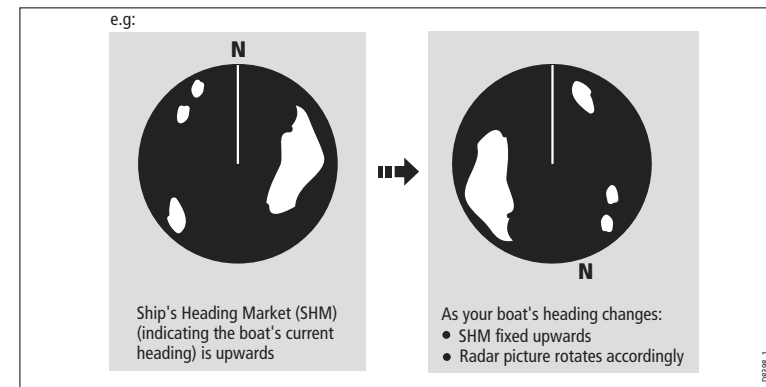 e.g:
N
N
Ship's Heading Market (SHM)
(indicating the boat's current
heading) is upwards
As your boat's heading changes:
• SHM fixed upwards
• Radar picture rotates accordingly
D8398_1